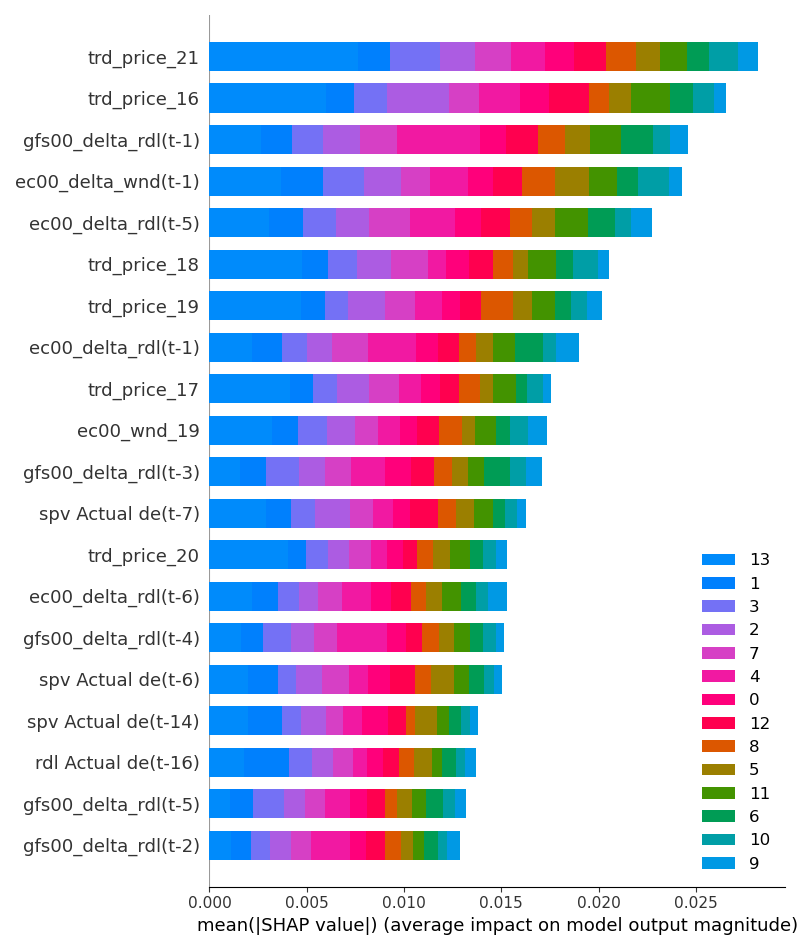 trd_price_21
trd_price_16
gfs00_delta_rdl(t-1)
ec00_delta_wnd(t-1)
ec00_delta_rdl(t-5)
trd_price_18
trd_price_19
ec00_delta_rdl(t-1)
trd_price_17
ec00_wnd_19
gfs00_delta_rdl(t-3)
spv Actual de(t-7)
trd_price_20
ec00_delta_rdl(t-6)
gfs00_delta_rdl(t-4)
spv Actual de(t-6)
spv Actual de(t-14)
rdl Actual de(t-16)
gfs00_delta_rdl(t-5)
gfs00_delta_rdl(t-2)
13
1
3
2
7
4
0
12
8
5
11
6
10
9
0.000 0.005 0.010 0.015 0.020 0.025
mean(|SHAP value|) (average impact on model output magnitude)